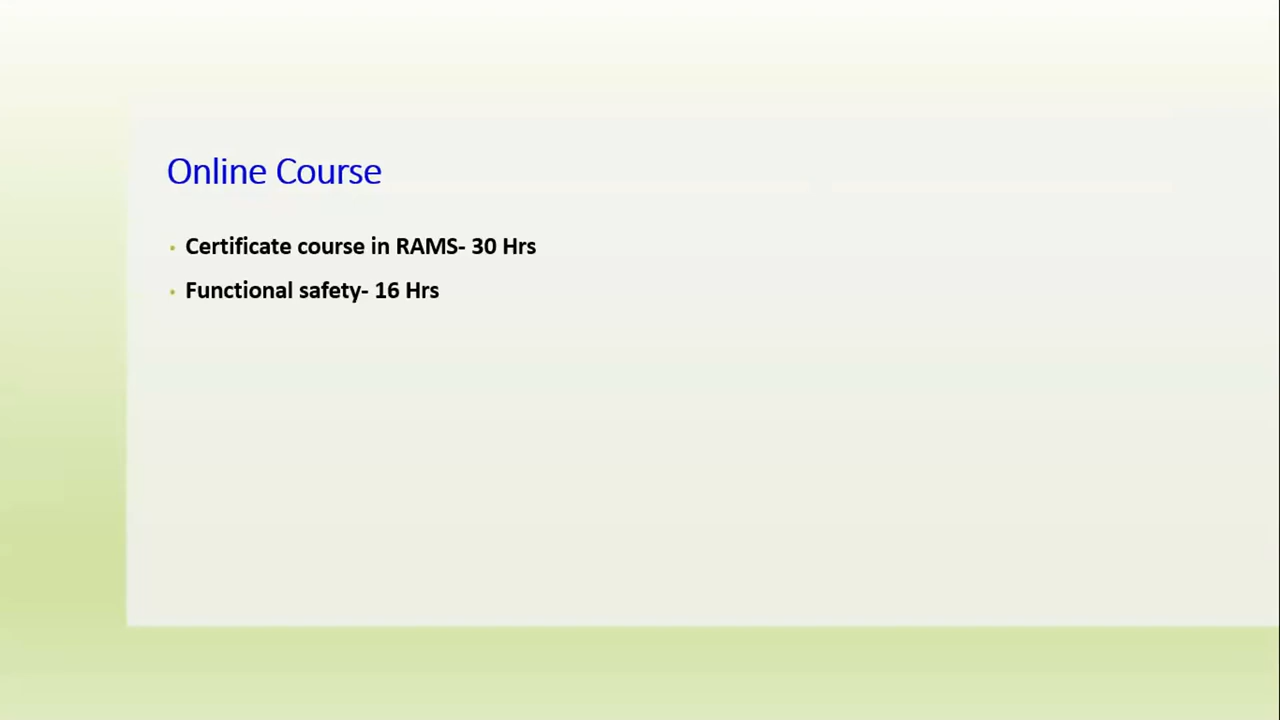 Online Course
• Certificate course in RAMS- 30 Hrs
• Functional safety- 16 Hrs